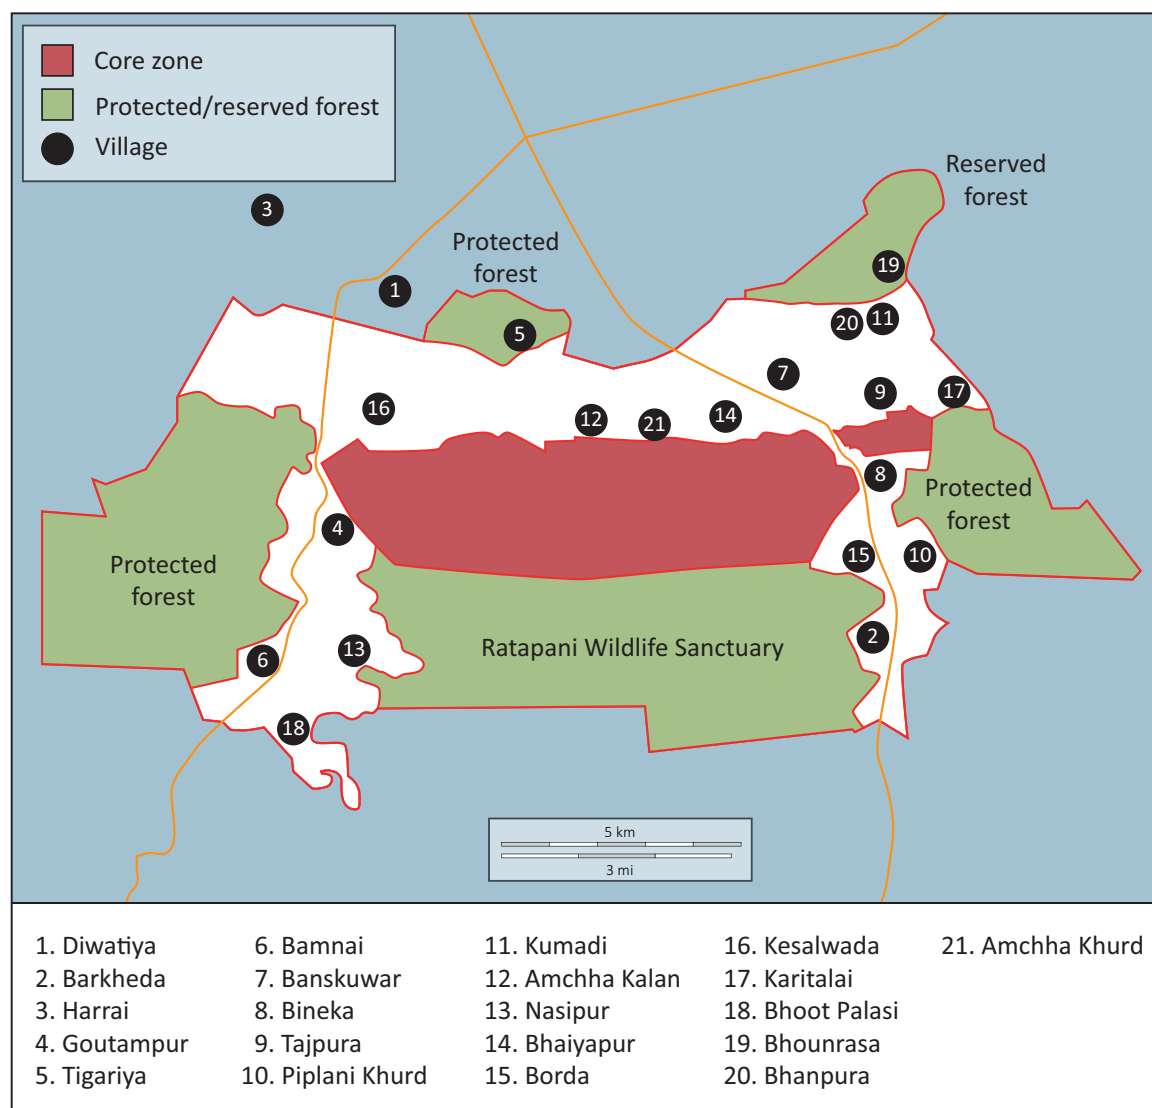 Core zone
Protected/reserved forest
Village
Reserved
forest
3
Protected
forest
19
1
20
11
5
7
9
17
16
12
21
14
8
Protected
forest
4
15
10
Protected
forest
Ratapani Wildlife Sanctuary
2
13
6
18
5 km
3 mi
1. Diwatiya
2. Barkheda
3. Harrai
4. Goutampur
5. Tigariya
6. Bamnai
7. Banskuwar
8. Bineka
9. Tajpura
10. Piplani Khurd
11. Kumadi
12. Amchha Kalan
13. Nasipur
14. Bhaiyapur
15. Borda
16. Kesalwada
17. Karitalai
18. Bhoot Palasi
19. Bhounrasa
20. Bhanpura
21. Amchha Khurd